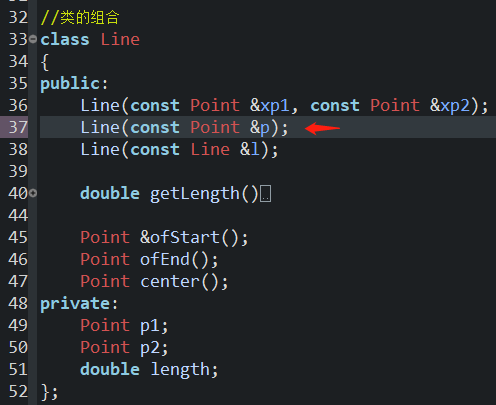 32 //类的组合
33 class Line
34 {
35 public:
36 Line(const Point &xp1, const Point &xp2);
37 Line(const Point &p);
38 Line(const Line &l);
39
40 double getLength()
44
45 Point &ofStart();
46 Point ofEnd();
47 Point center();
48 private:
49 Point p1;
50 Point p2;
51 double length;
52 };